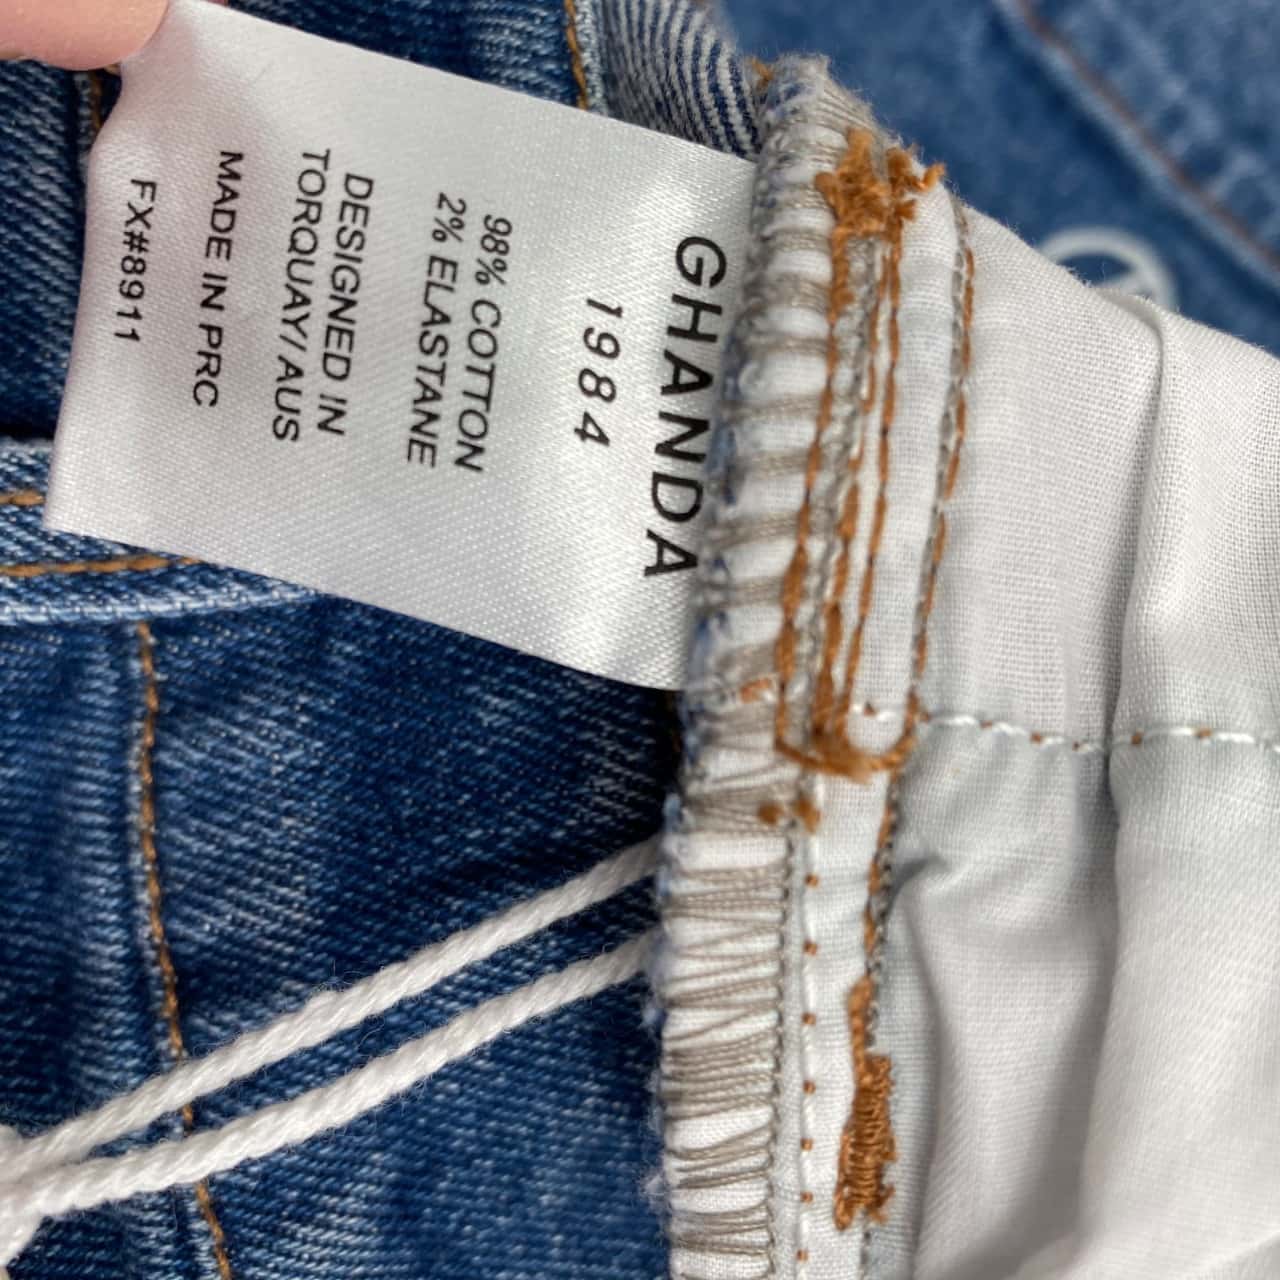 GHANDA
1984
98% COTTON
2% ELASTANE
DESIGNED IN
TORQUAY/AUS
MADE IN PRC
FX#8911